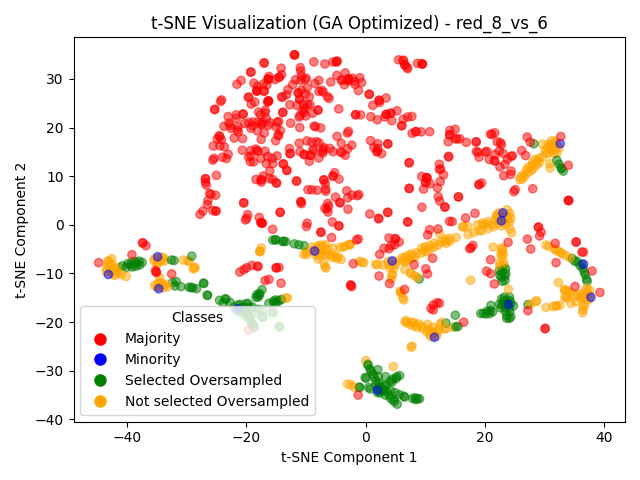 t-SNE Visualization (GA Optimized) - red_8_vs_6
t-SNE Component 2
30
20
10
0
−10
−20
−30
−40
Classes
Majority
Minority
Selected Oversampled
Not selected Oversampled
−40
−20
0
20
40
t-SNE Component 1